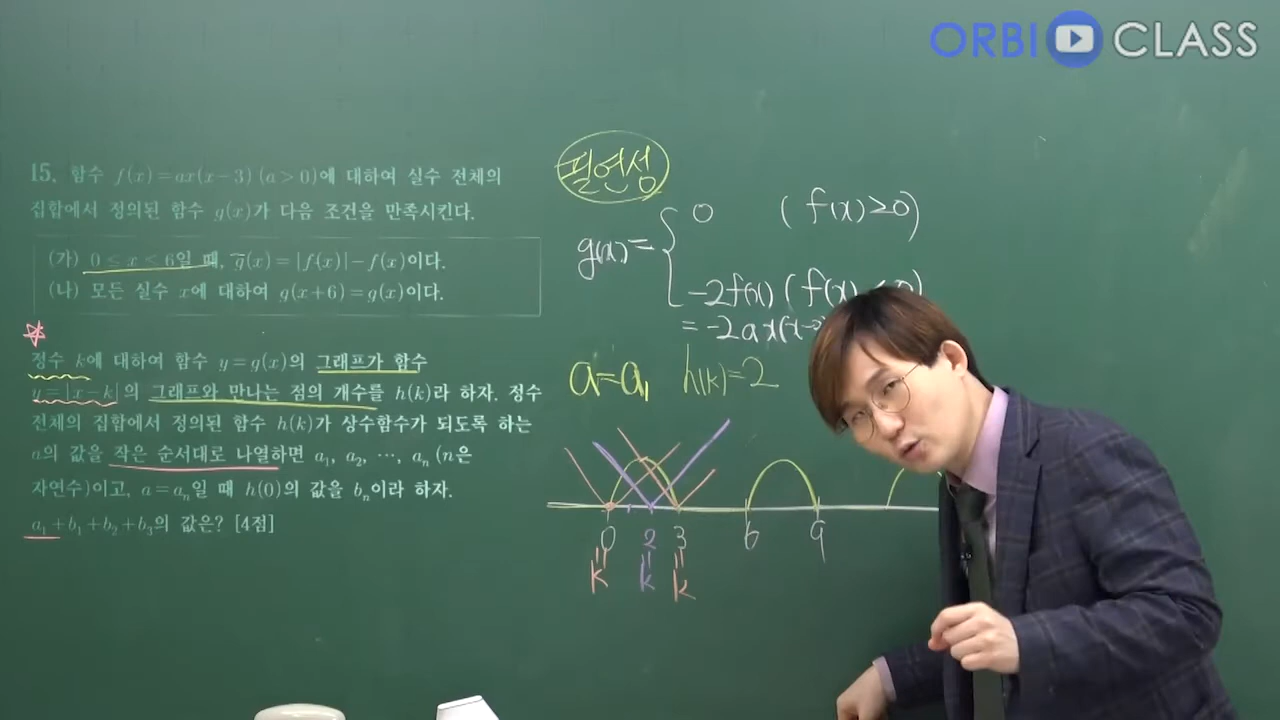 ORBI CLASS
15. 함수 f(x)=ax(x-3) (a>0)에 대하여 실수 전체의
집합에서 정의된 함수 g(x)가 다음 조건을 만족시킨다.
(가) 0≤x<6일 때, g(x)=|f(x)|-f(x)이다.
(나) 모든 실수 x에 대하여 g(x+6)=g(x)이다.
정수 k에 대하여 함수 y=g(x)의 그래프가 함수
y=|x-k|의 그래프와 만나는 점의 개수를 h(k)라 하자. 정수
전체의 집합에서 정의된 함수 h(k)가 상수함수가 되도록 하는
a의 값을 작은 순서대로 나열하면 a₁, a₂, ⋯, aₙ (n은
자연수)이고, a=aₙ일 때 h(0)의 값을 bₙ이라 하자.
a₁+b₁+b₂+b₃의 값은? [4점]
필연성
g(x)=
0 (f(x)≥0)
-2f(x) (f(x)
=-2ax(x-
a=a₁ h(k)=2
0 2 3 6 9
k k k